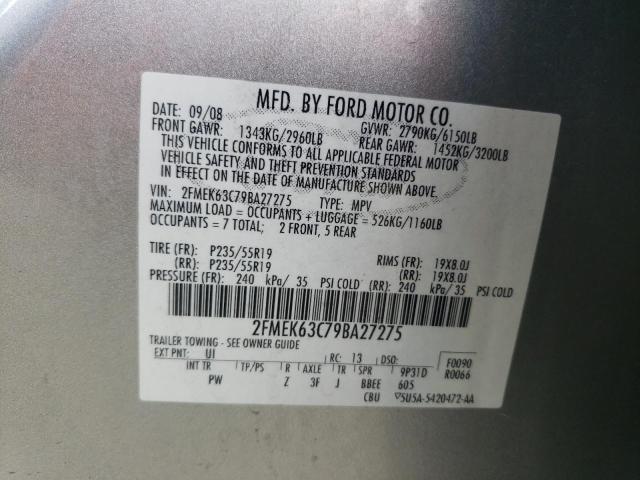 MFD. BY FORD MOTOR CO.
DATE: 09/08 GVWR: 2790KG/6150LB
FRONT GAWR: 1343KG/2960LB REAR GAWR: 1452KG/3200LB
THIS VEHICLE CONFORMS TO ALL APPLICABLE FEDERAL MOTOR
VEHICLE SAFETY AND THEFT PREVENTION STANDARDS
IN EFFECT ON THE DATE OF MANUFACTURE SHOWN ABOVE.
VIN: 2FMEK63C79BA27275 TYPE: MPV
MAXIMUM LOAD = OCCUPANTS + LUGGAGE = 526KG/1160LB
OCCUPANTS = 7 TOTAL; 2 FRONT, 5 REAR
TIRE (FR): P235/55R19 RIMS (FR): 19X8.0J
(RR): P235/55R19 (RR): 19X8.0J
PRESSURE (FR): 240 kPa/ 35 PSI COLD (RR): 240 kPa/ 35 PSI COLD
2FMEK63C79BA27275
TRAILER TOWING - SEE OWNER GUIDE
EXT PNT: UI RC: 13 DSO: F0090
INT TR TP/PS R AXLE TR SPR 9P31D R0066
PW Z 3F J BBEE 605
CBU ▽5U5A-5420472-AA